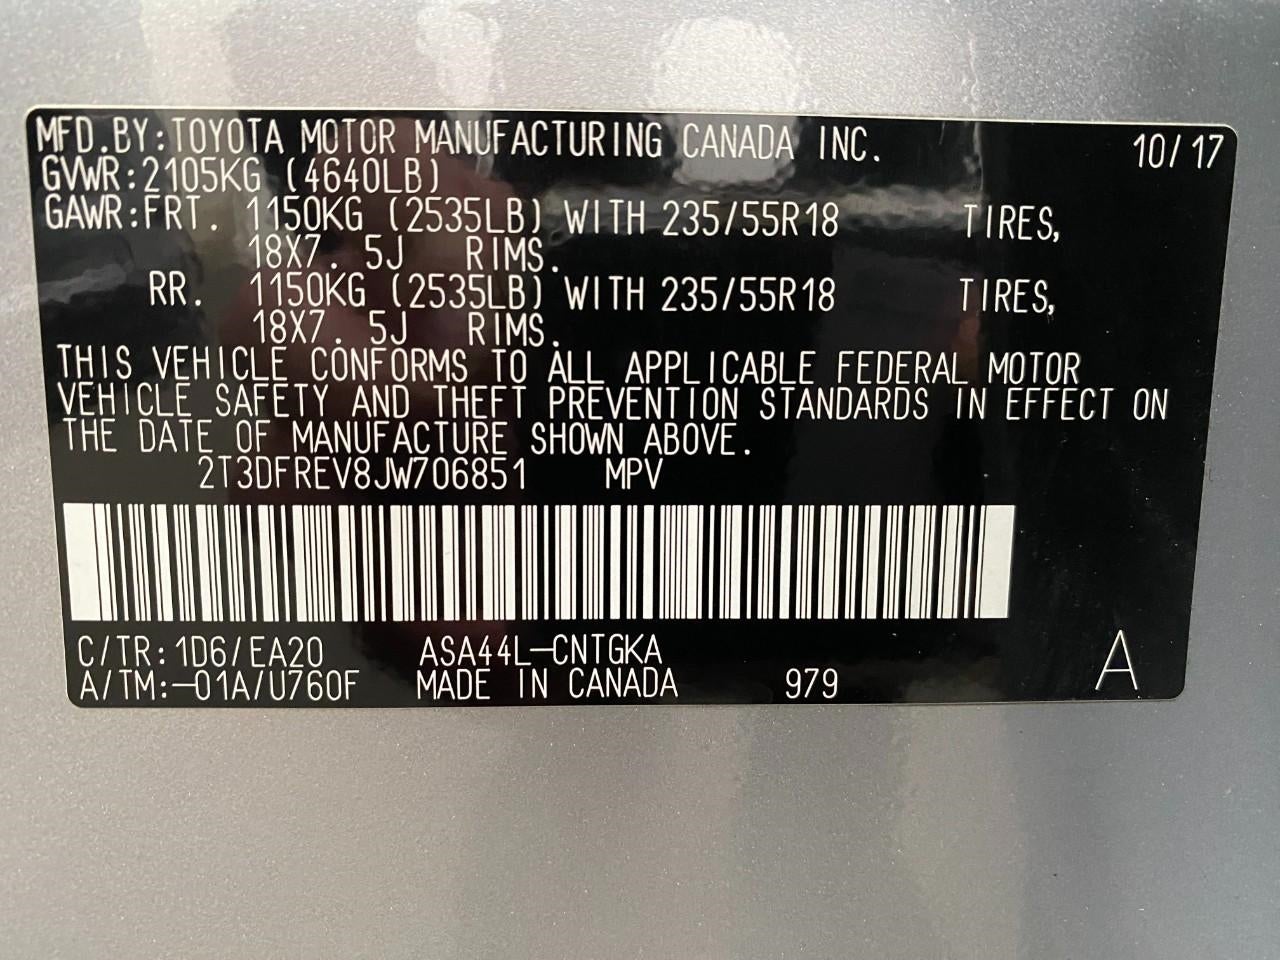 MFD.BY:TOYOTA MOTOR MANUFACTURING CANADA INC. 10/17
GVWR:2105KG (4640LB)
GAWR:FRT. 1150KG (2535LB) WITH 235/55R18 TIRES,
18X7.5J RIMS.
RR. 1150KG (2535LB) WITH 235/55R18 TIRES,
18X7.5J RIMS.
THIS VEHICLE CONFORMS TO ALL APPLICABLE FEDERAL MOTOR
VEHICLE SAFETY AND THEFT PREVENTION STANDARDS IN EFFECT ON
THE DATE OF MANUFACTURE SHOWN ABOVE.
2T3DFREV8JW706851 MPV
C/TR:1D6/EA20 ASA44L-CNTGKA A
A/TM:-01A/U760F MADE IN CANADA 979